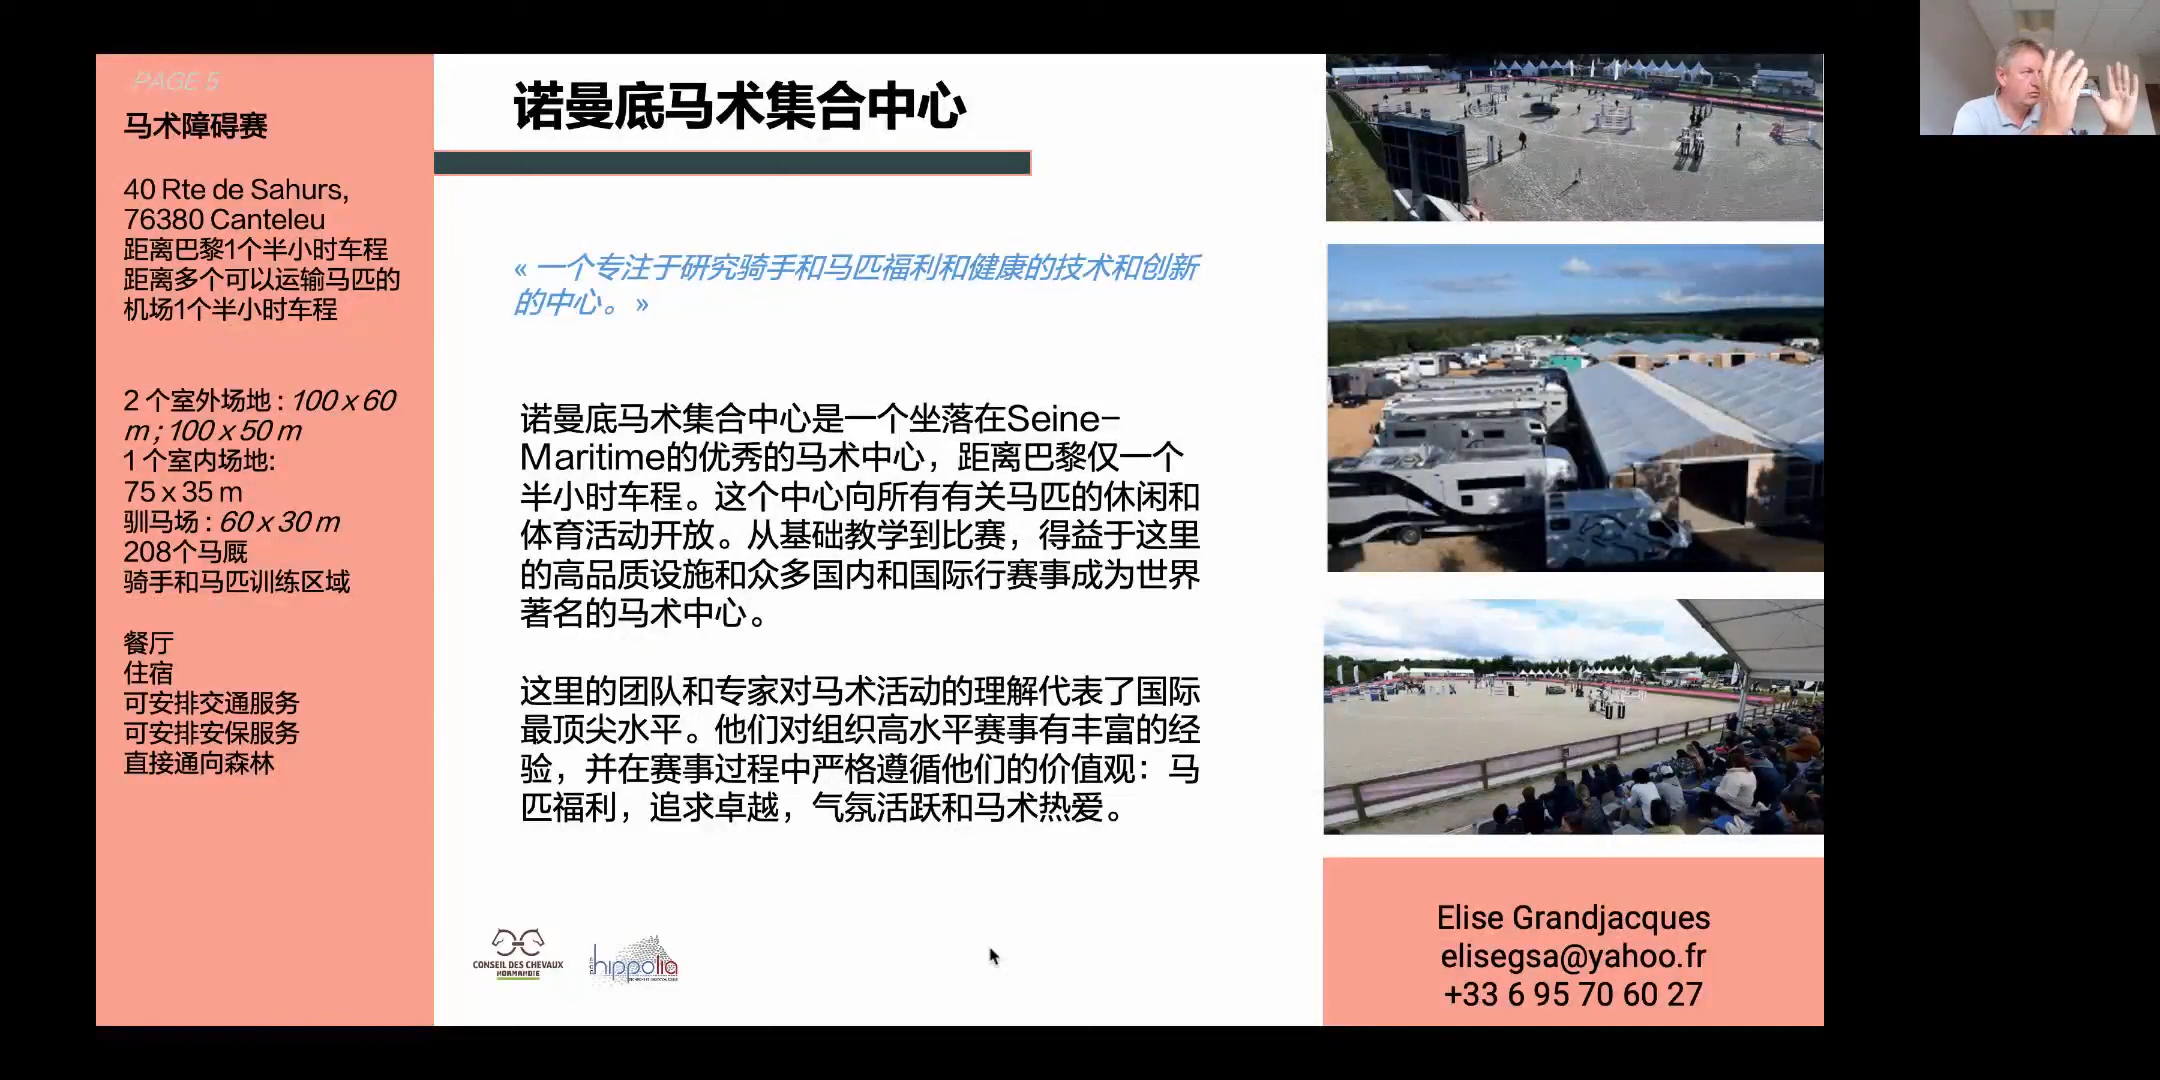 PAGE 5
马术障碍赛
40 Rte de Sahurs,
76380 Canteleu
距离巴黎1个半小时车程
距离多个可以运输马匹的
机场1个半小时车程
2 个室外场地 : 100 x 60
m ; 100 x 50 m
1 个室内场地:
75 x 35 m
驯马场 : 60 x 30 m
208个马厩
骑手和马匹训练区域
餐厅
住宿
可安排交通服务
可安排安保服务
直接通向森林
诺曼底马术集合中心
« 一个专注于研究骑手和马匹福利和健康的技术和创新
的中心。 »
诺曼底马术集合中心是一个坐落在Seine-
Maritime的优秀的马术中心，距离巴黎仅一个
半小时车程。这个中心向所有有关马匹的休闲和
体育活动开放。从基础教学到比赛，得益于这里
的高品质设施和众多国内和国际行赛事成为世界
著名的马术中心。
这里的团队和专家对马术活动的理解代表了国际
最顶尖水平。他们对组织高水平赛事有丰富的经
验，并在赛事过程中严格遵循他们的价值观：马
匹福利，追求卓越，气氛活跃和马术热爱。
CONSEIL DES CHEVAUX
NORMANDIE
hippolia
Elise Grandjacques
elisegsa@yahoo.fr
+33 6 95 70 60 27